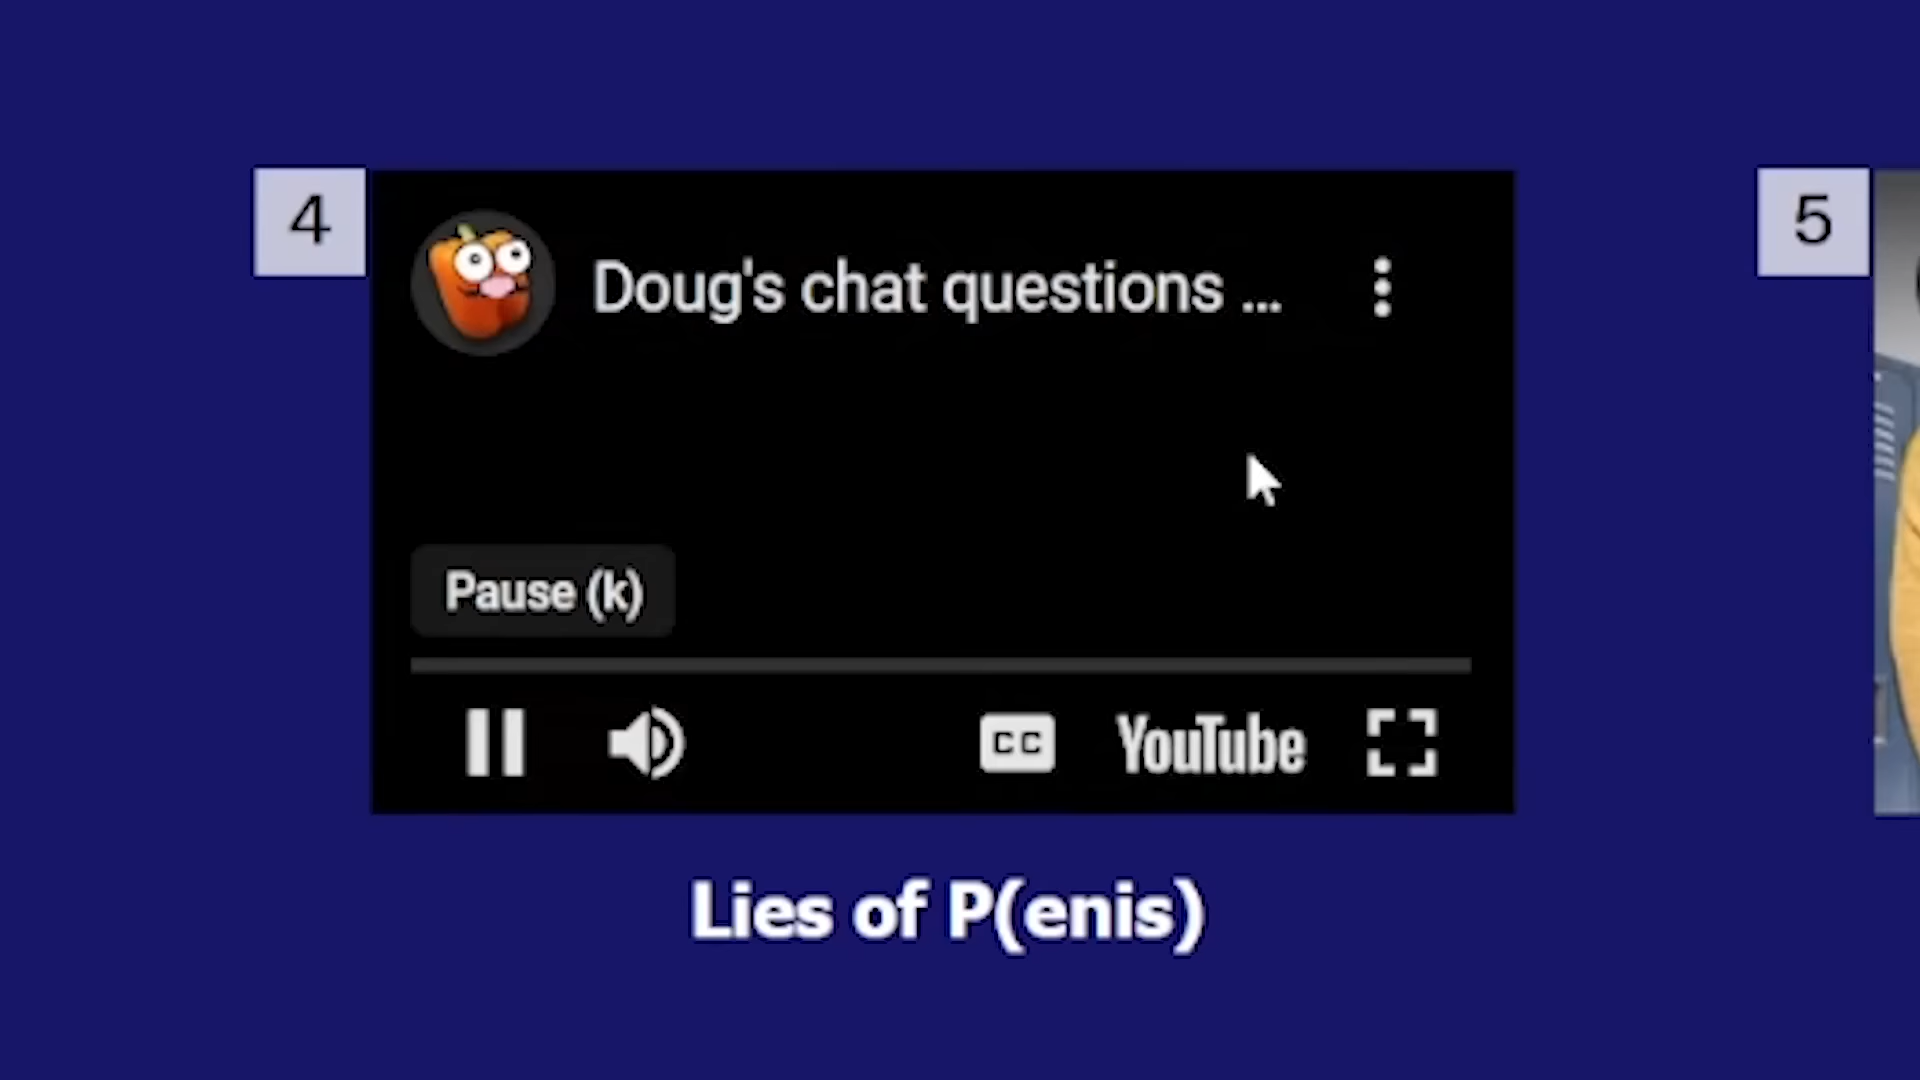 4
5
Doug's chat questions ...
Pause (k)
CC
YouTube
Lies of P(enis)